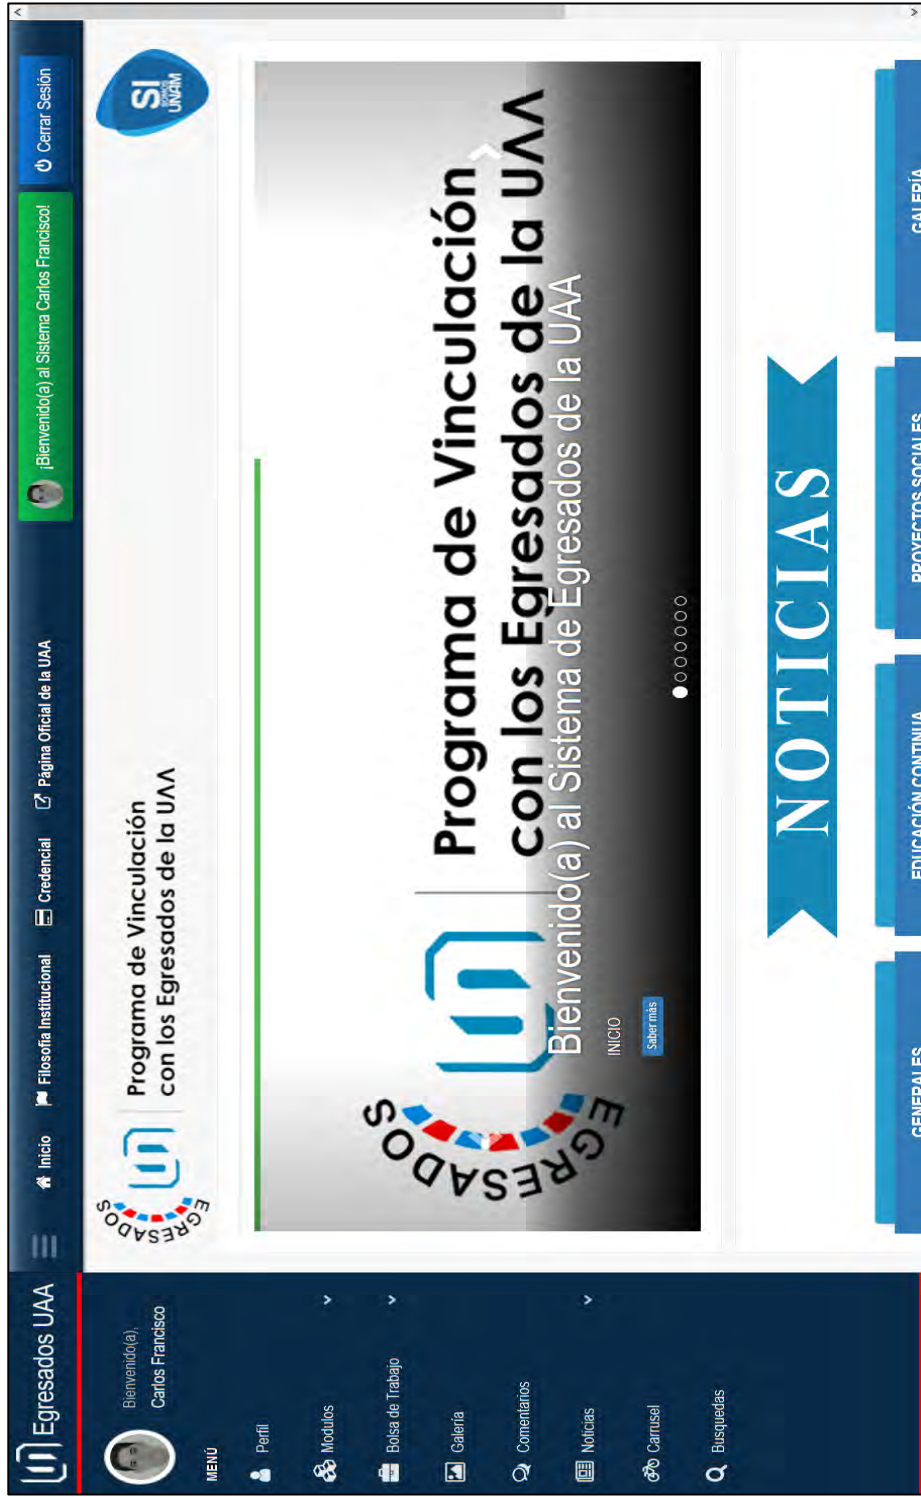 Egresados UAA
Inicio
Filosofía Institucional
Credencial
Página Oficial de la UAA
¡Bienvenido(a) al Sistema Carlos Francisco!
Cerrar Sesión
Bienvenido(a),
Carlos Francisco
MENÚ
Perfil
Modulos
Bolsa de Trabajo
Galería
Comentarios
Noticias
Carrusel
Busquedas
EGRESADOS
Programa de Vinculación
con los Egresados de la UAA
SI
SOMOS
UNAM
EGRESADOS
Programa de Vinculación
con los Egresados de la UAA
Bienvenido(a) al Sistema de Egresados de la UAA
INICIO
Saber más
NOTICIAS
GENERALES
EDUCACIÓN CONTINUA
PROYECTOS SOCIALES
GALERÍA